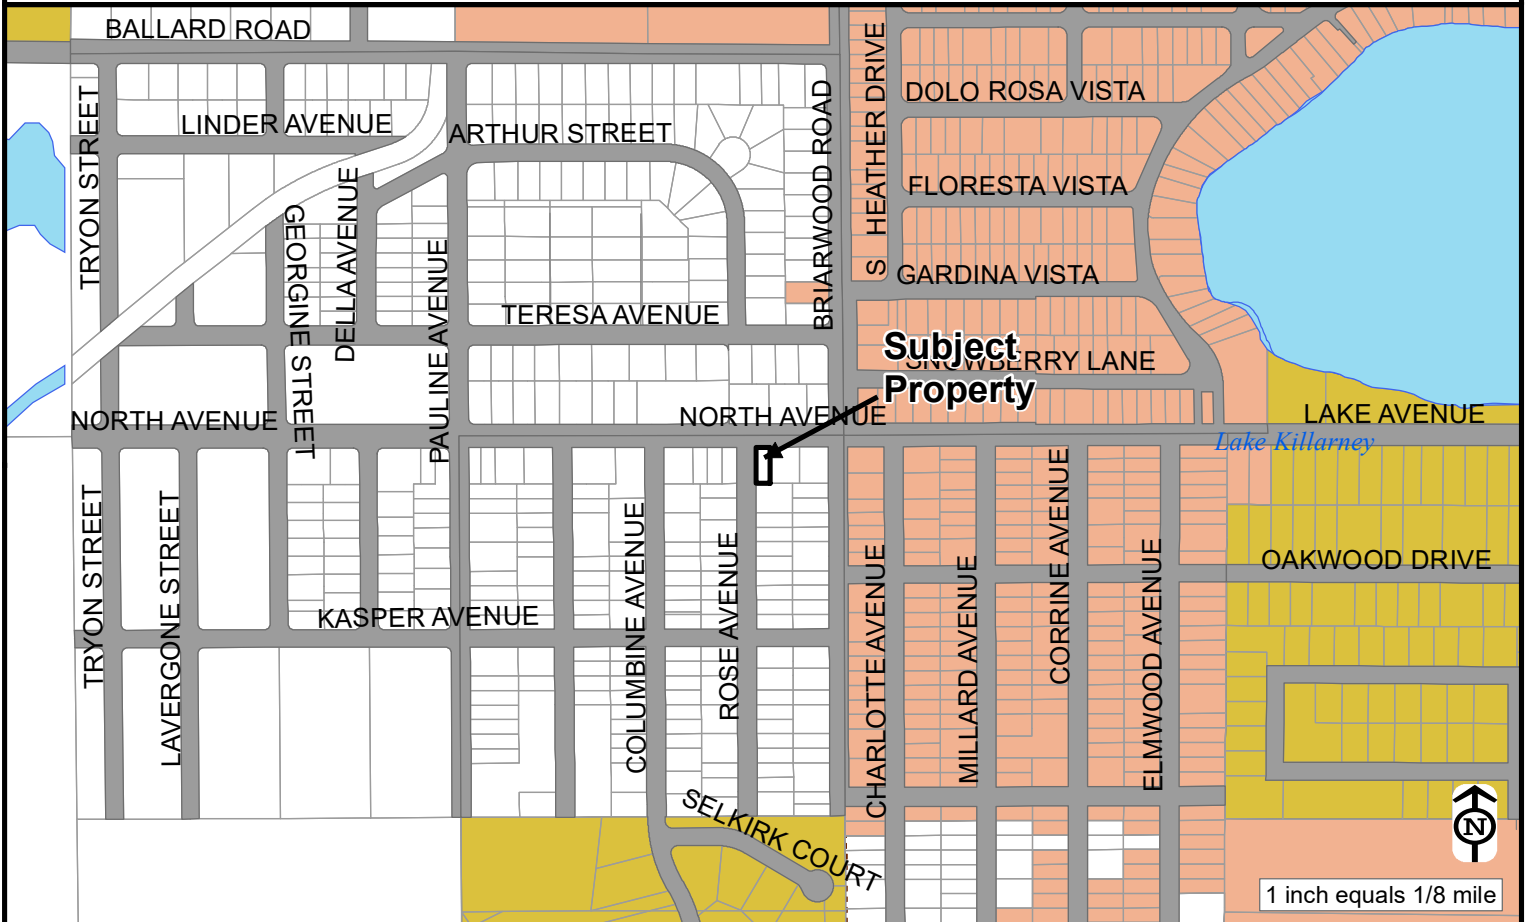 BALLARD ROAD
TRYON STREET
LINDER AVENUE
ARTHUR STREET
BRIARWOOD ROAD
S HEATHER DRIVE
DOLO ROSA VISTA
FLORESTA VISTA
GARDINA VISTA
GEORGINE STREET
DELLA AVENUE
PAULINE AVENUE
TERESA AVENUE
Subject
Property
SNOWBERRY LANE
NORTH AVENUE
NORTH AVENUE
LAKE AVENUE
Lake Killarney
TRYON STREET
LAVERGONE STREET
KASPER AVENUE
COLUMBINE AVENUE
ROSE AVENUE
CHARLOTTE AVENUE
MILLARD AVENUE
CORRINE AVENUE
ELMWOOD AVENUE
OAKWOOD DRIVE
SELKIRK COURT
N
1 inch equals 1/8 mile